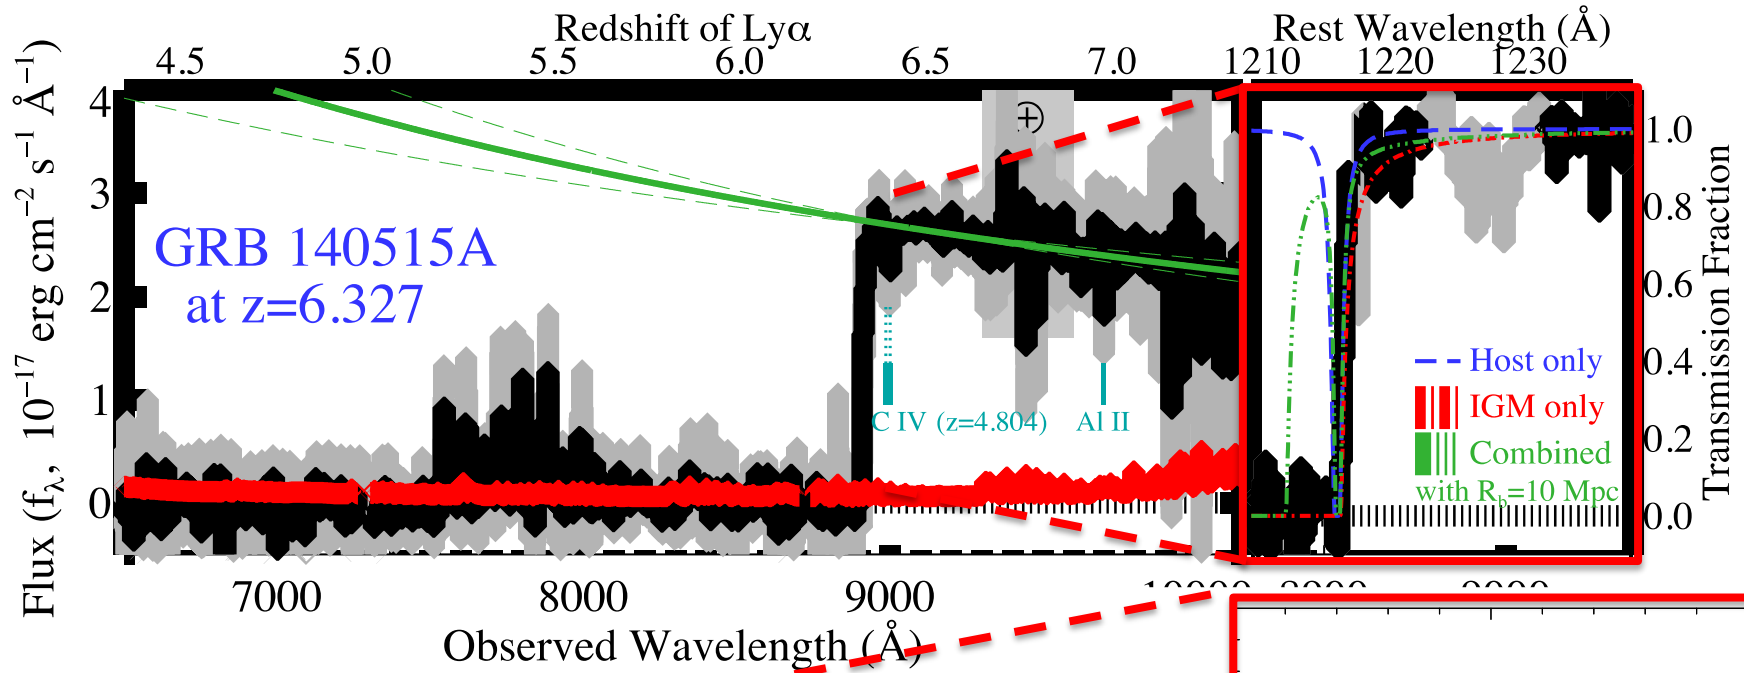 Redshift of Lyα
Rest Wavelength (Å)
4.5 5.0 5.5 6.0 6.5 7.0
1210 1220 1230
Flux (fλ, 10−17 erg cm−2 s−1 Å−1)
4
3
2
1
0
GRB 140515A
at z=6.327
C IV (z=4.804) Al II
1.0
0.8
0.6
0.4
0.2
0.0
Transmission Fraction
Host only
IGM only
Combined
with Rb=10 Mpc
7000 8000 9000
Observed Wavelength (Å)